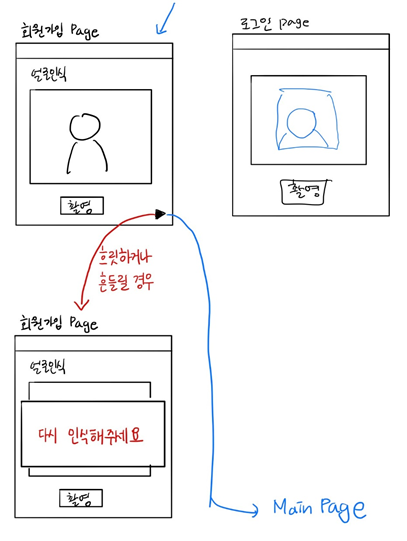 회원가입 Page
얼굴인식
촬영
로그인 page
촬영
흐릿하거나
흔들릴 경우
회원가입 Page
얼굴인식
다시 인식해주세요
촬영
Main Page